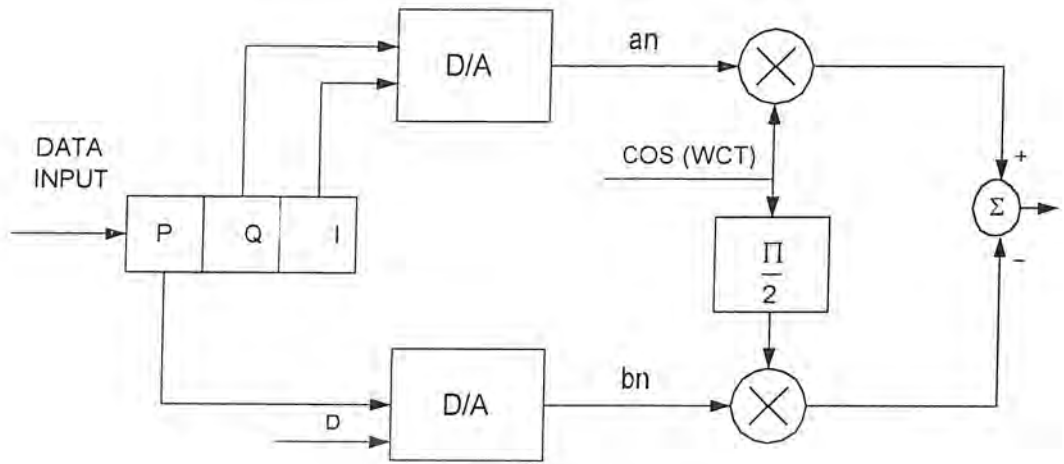 D/A
an
DATA
INPUT
COS (WCT)
+
P
Q
I
Σ
Π
2
−
D/A
bn
D